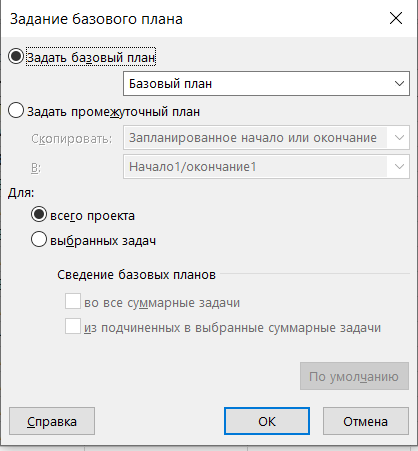 Задание базового плана
Задать базовый план
Базовый план
Задать промежуточный план
Скопировать: Запланированное начало или окончание
В: Начало1/окончание1
Для:
всего проекта
выбранных задач
Сведение базовых планов
во все суммарные задачи
из подчиненных в выбранные суммарные задачи
По умолчанию
Справка ОК Отмена